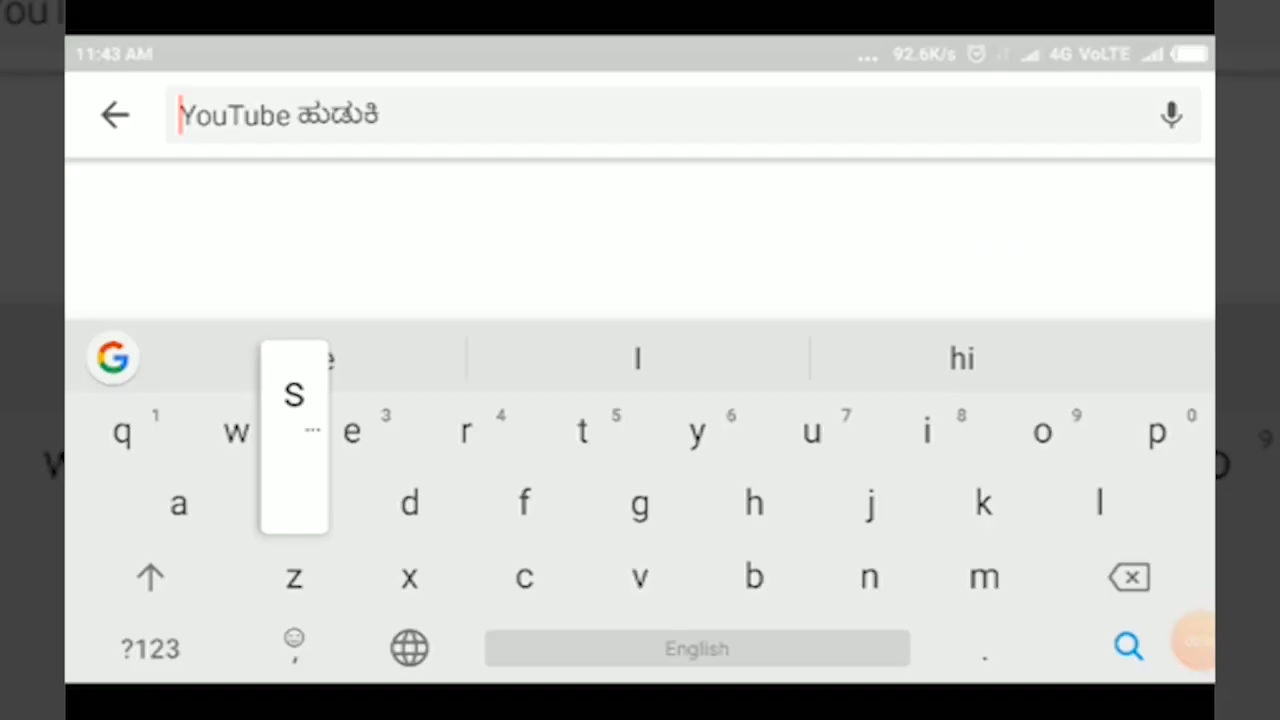 11:43 AM ... 92.6K/s 4G VoLTE
YouTube ಹುಡುಕಿ
I hi
S
...
q 1 w e 3 r 4 t 5 y 6 u 7 i 8 o 9 p 0
a d f g h j k l
z x c v b n m
?123 , English .